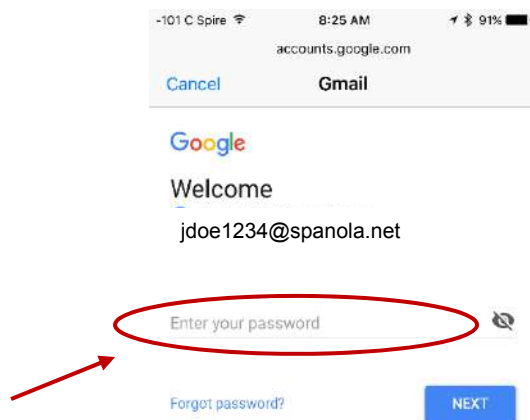 -101 C Spire 8:25 AM 91%
accounts.google.com
Cancel Gmail
Google
Welcome
jdoe1234@spanola.net
Enter your password
Forgot password? NEXT